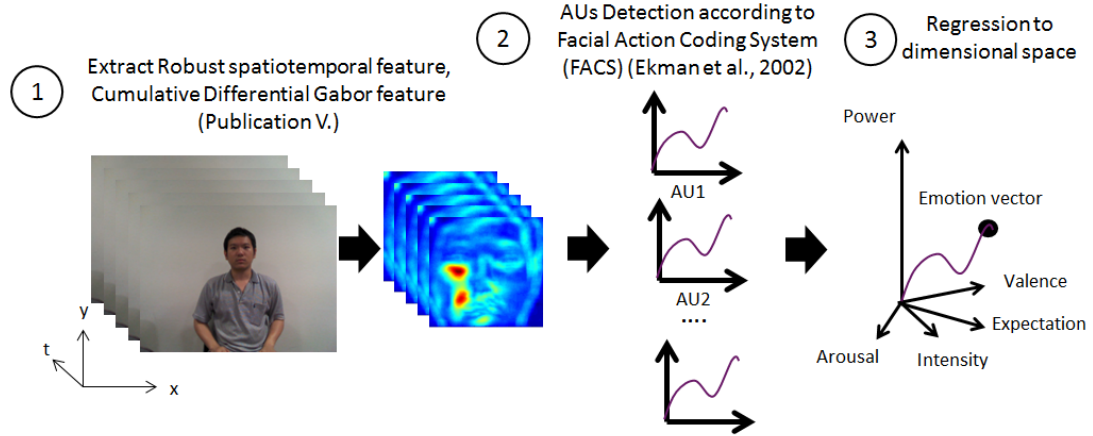 1
Extract Robust spatiotemporal feature,
Cumulative Differential Gabor feature
(Publication V.)
y
t
x
2
AUs Detection according to
Facial Action Coding System
(FACS) (Ekman et al., 2002)
AU1
AU2
....
3
Regression to
dimensional space
Power
Emotion vector
Valence
Expectation
Arousal
Intensity